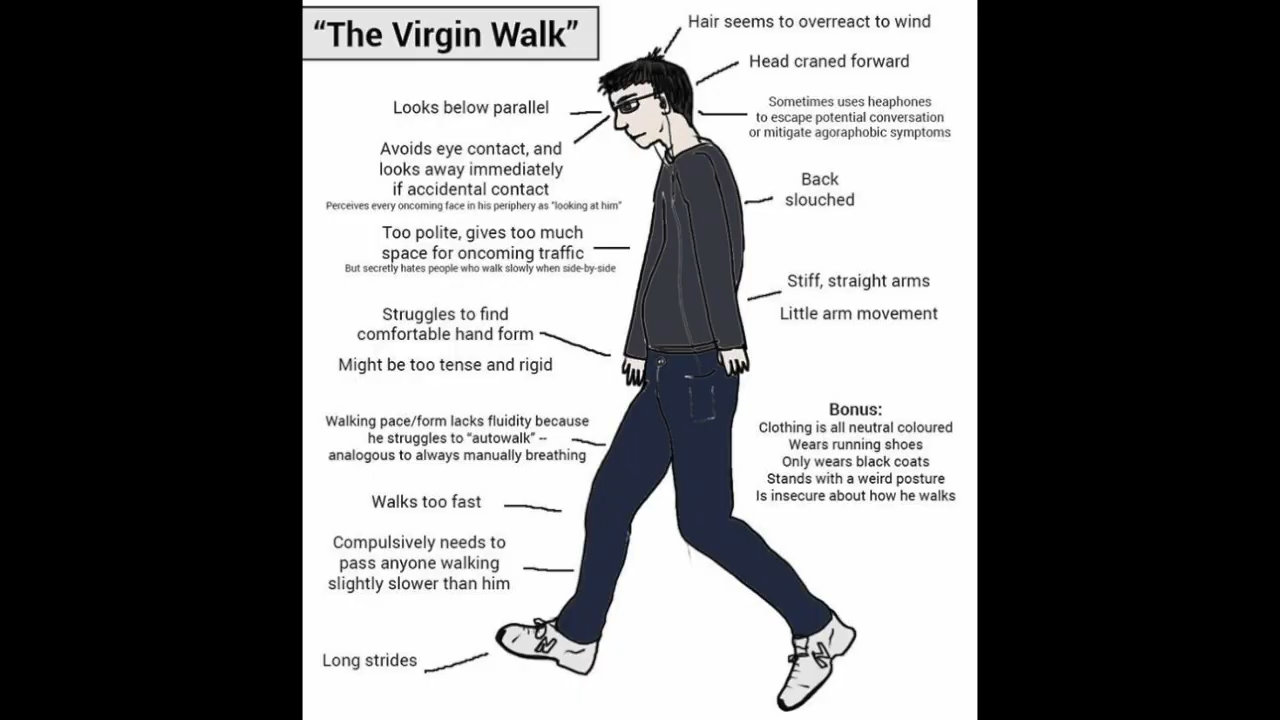 “The Virgin Walk”
Hair seems to overreact to wind
Head craned forward
Looks below parallel
Sometimes uses heaphones
to escape potential conversation
or mitigate agoraphobic symptoms
Avoids eye contact, and
looks away immediately
if accidental contact
Perceives every oncoming face in his periphery as “looking at him”
Back
slouched
Too polite, gives too much
space for oncoming traffic
But secretly hates people who walk slowly when side-by-side
Stiff, straight arms
Little arm movement
Struggles to find
comfortable hand form
Might be too tense and rigid
Walking pace/form lacks fluidity because
he struggles to “autowalk” --
analogous to always manually breathing
Bonus:
Clothing is all neutral coloured
Wears running shoes
Only wears black coats
Stands with a weird posture
Is insecure about how he walks
Walks too fast
Compulsively needs to
pass anyone walking
slightly slower than him
Long strides
N
N